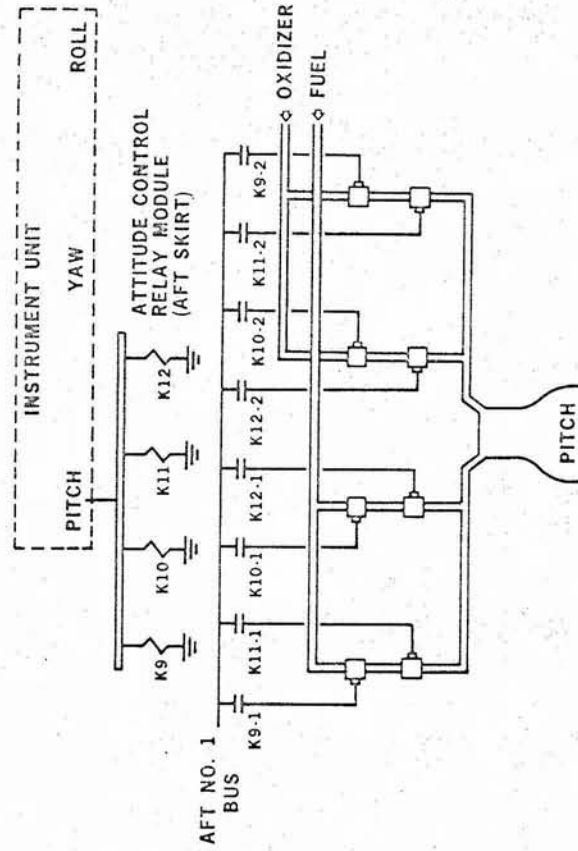 INSTRUMENT UNIT
PITCH
YAW
ROLL
K9
K10
K11
K12
ATTITUDE CONTROL
RELAY MODULE
(AFT SKIRT)
AFT NO. 1
BUS
K9-1
K11-1
K10-1
K12-1
K12-2
K10-2
K11-2
K9-2
OXIDIZER
FUEL
PITCH